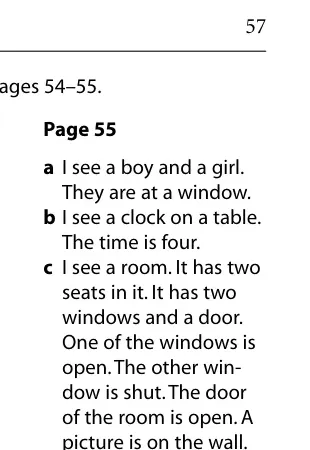 57
ages 54–55.
Page 55
a I see a boy and a girl.
They are at a window.
b I see a clock on a table.
The time is four.
c I see a room. It has two
seats in it. It has two
windows and a door.
One of the windows is
open. The other win-
dow is shut. The door
of the room is open. A
picture is on the wall.